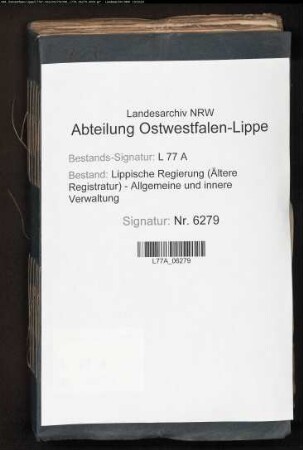 Landesarchiv NRW
Abteilung Ostwestfalen-Lippe
Bestands-Signatur: L 77 A
Bestand: Lippische Regierung (Ältere
Registratur) - Allgemeine und innere
Verwaltung
Signatur: Nr. 6279
L77A_06279